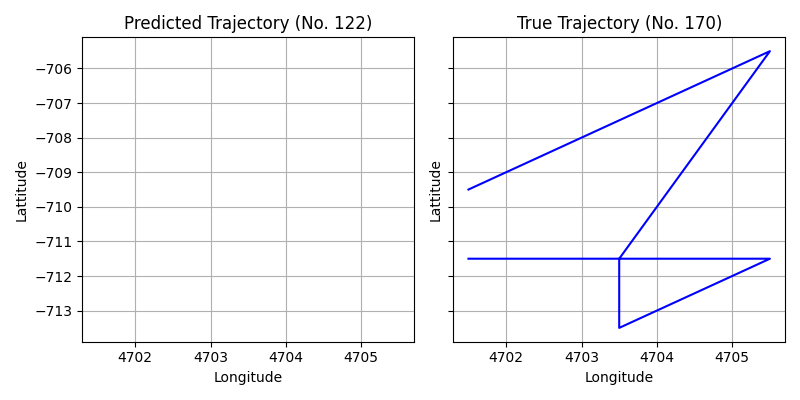 Predicted Trajectory (No. 122)
True Trajectory (No. 170)
Lattitude
−706
−707
−708
−709
−710
−711
−712
−713
4702 4703 4704 4705
Longitude
Lattitude
4702 4703 4704 4705
Longitude